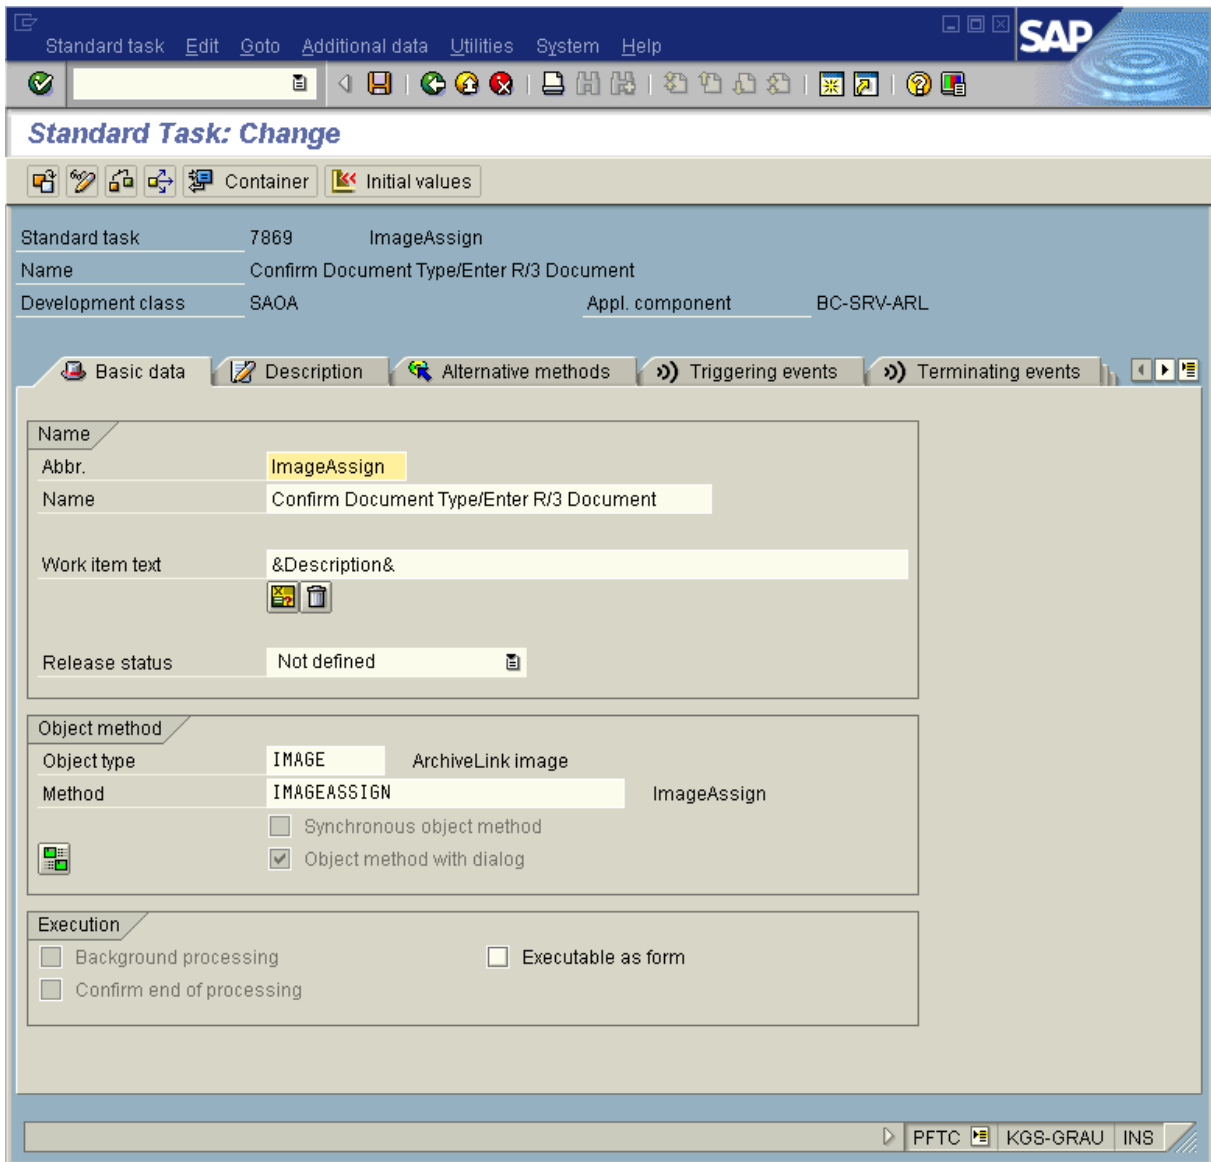 Standard task Edit Goto Additional data Utilities System Help
SAP
Standard Task: Change
Container Initial values
Standard task 7869 ImageAssign
Name Confirm Document Type/Enter R/3 Document
Development class SAOA Appl. component BC-SRV-ARL
Basic data Description Alternative methods Triggering events Terminating events
Name
Abbr. ImageAssign
Name Confirm Document Type/Enter R/3 Document
Work item text &Description&
Release status Not defined
Object method
Object type IMAGE ArchiveLink image
Method IMAGEASSIGN ImageAssign
Synchronous object method
Object method with dialog
Execution
Background processing Executable as form
Confirm end of processing
PFTC KGS-GRAU INS